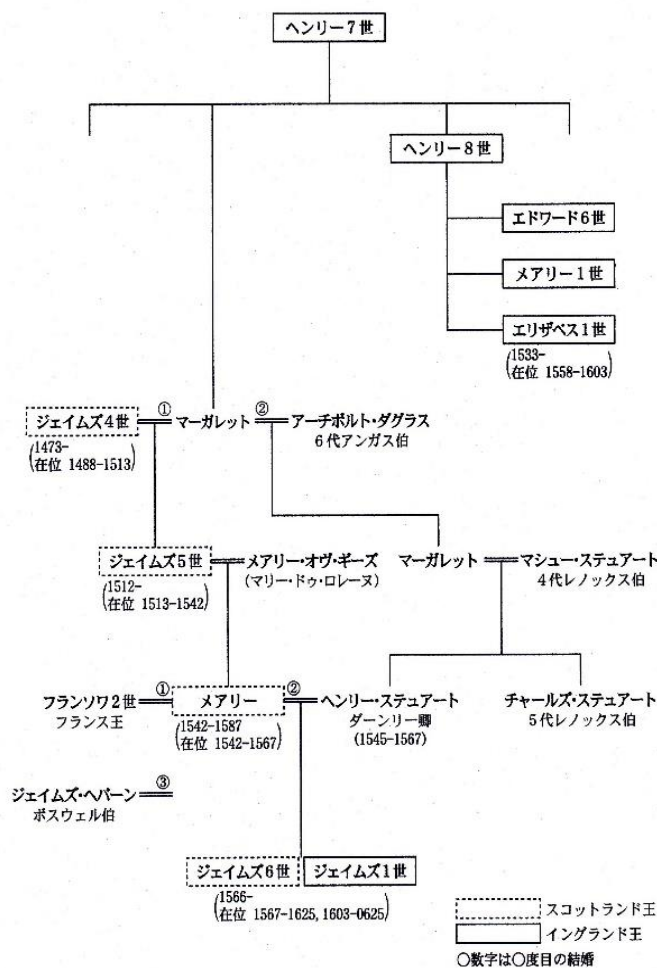 ヘンリー7世
ヘンリー8世
エドワード6世
メアリー1世
エリザベス1世
(1533-
在位 1558-1603)
ジェイムズ4世
①
マーガレット
②
アーチボルト・ダグラス
6代アンガス伯
(1473-
在位 1488-1513)
ジェイムズ5世
メアリー・オヴ・ギーズ
(マリー・ドゥ・ロレーヌ)
マーガレット
マシュー・ステュアート
4代レノックス伯
(1512-
在位 1513-1542)
フランソワ2世
フランス王
①
メアリー
②
ヘンリー・ステュアート
ダーンリー卿
(1545-1567)
チャールズ・ステュアート
5代レノックス伯
(1542-1587
在位 1542-1567)
ジェイムズ・ヘバーン
ボスウェル伯
③
ジェイムズ6世
ジェイムズ1世
(1566-
在位 1567-1625, 1603-0625)
スコットランド王
イングランド王
○数字は○度目の結婚